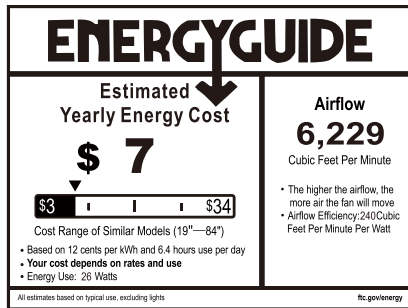 ENERGYGUIDE
Estimated
Yearly Energy Cost
$ 7
$3 $34
Cost Range of Similar Models (19"—84")
• Based on 12 cents per kWh and 6.4 hours use per day
• Your cost depends on rates and use
• Energy Use: 26 Watts
Airflow
6,229
Cubic Feet Per Minute
• The higher the airflow, the
more air the fan will move
• Airflow Efficiency:240Cubic
Feet Per Minute Per Watt
All estimates based on typical use, excluding lights
ftc.gov/energy